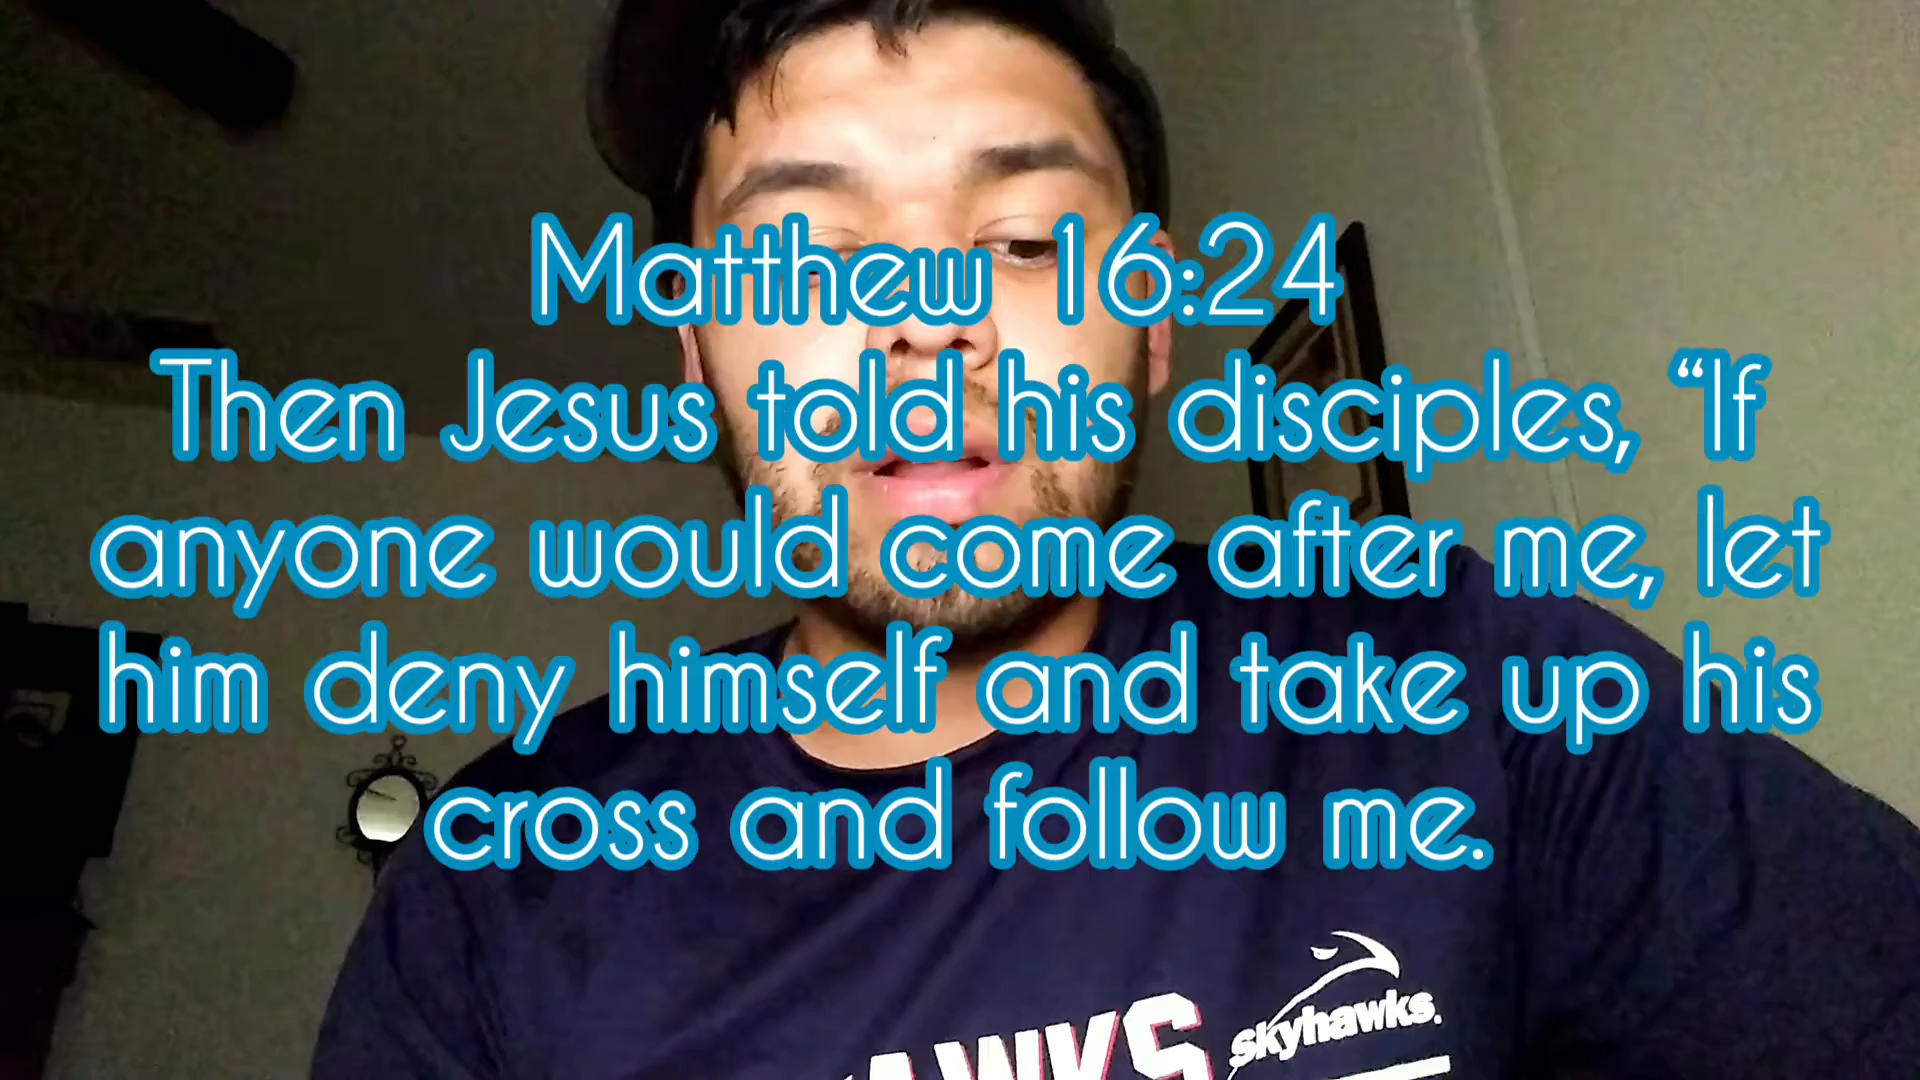 Matthew 16:24
Then Jesus told his disciples, “If
anyone would come after me, let
him deny himself and take up his
cross and follow me.
skyhawks.